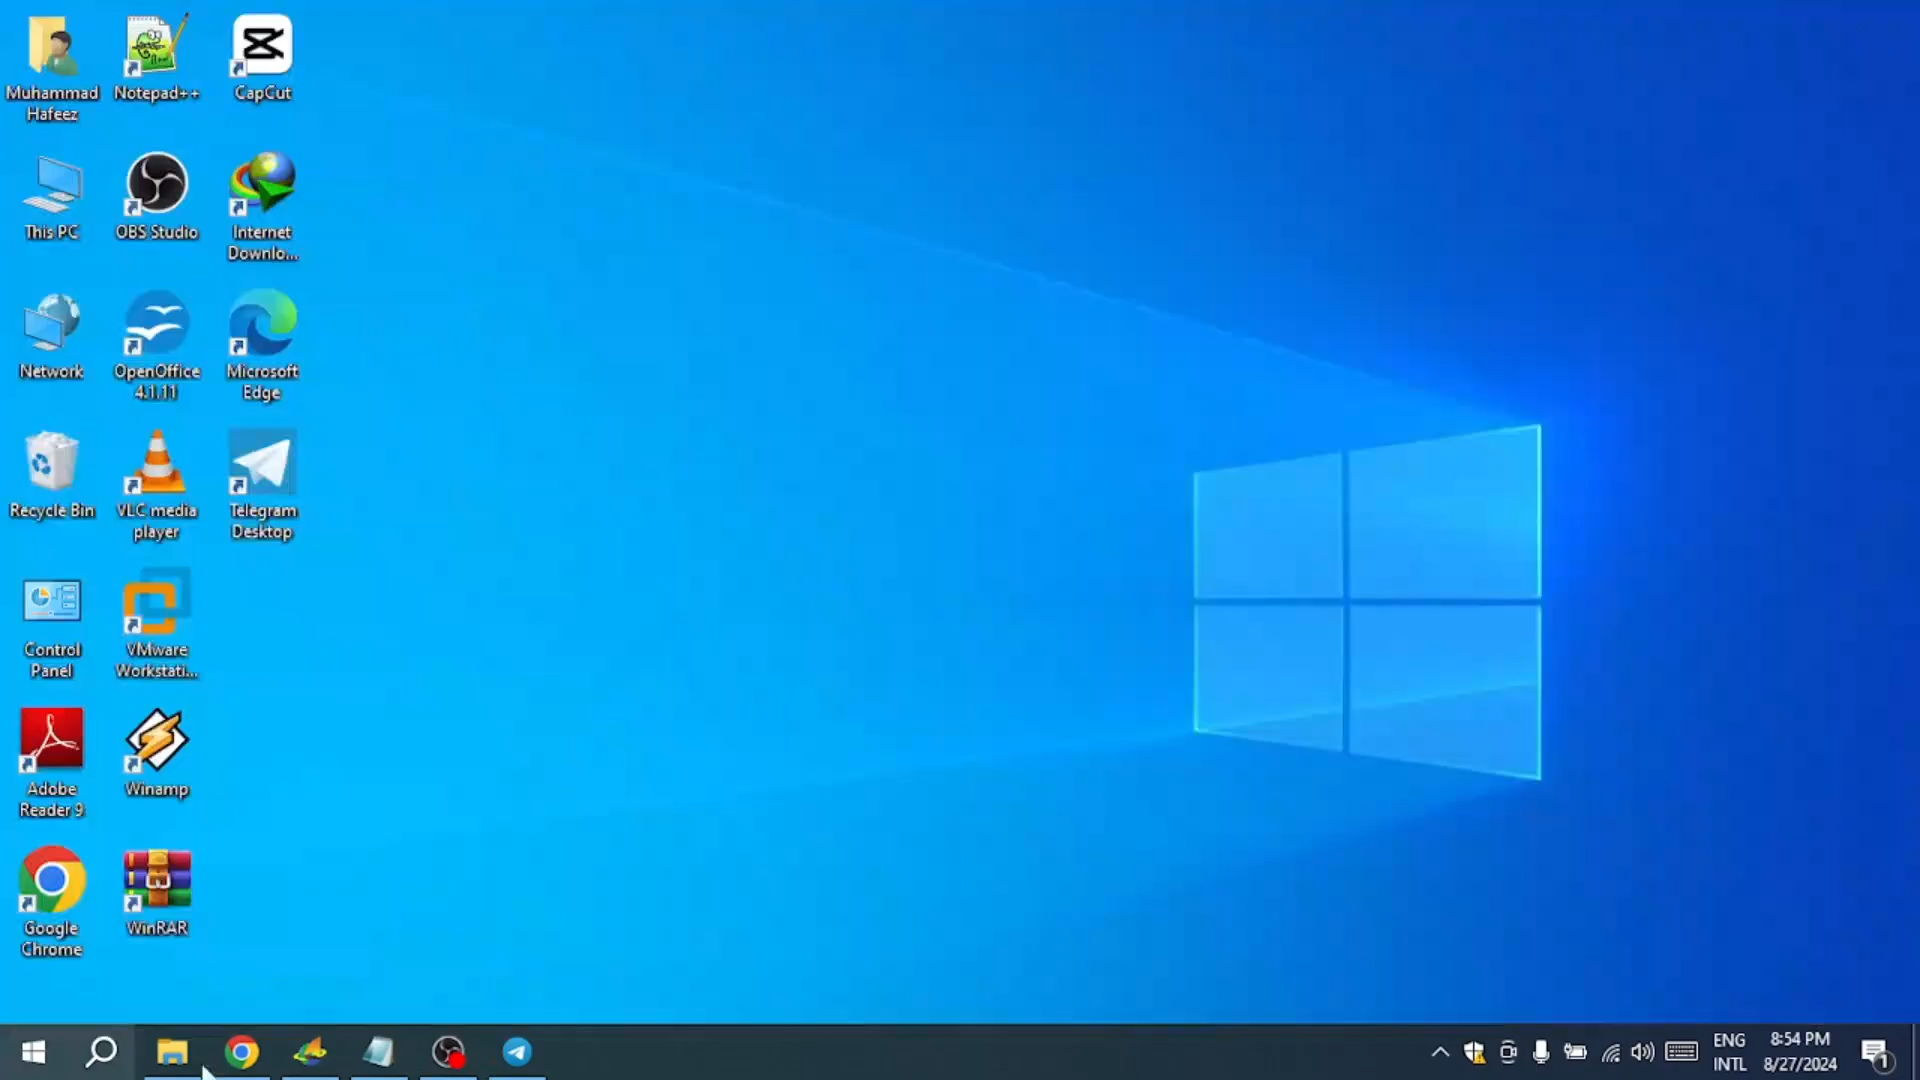 Muhammad
Hafeez
Notepad++
CapCut
This PC
OBS Studio
Internet
Downlo...
Network
OpenOffice
4.1.11
Microsoft
Edge
Recycle Bin
VLC media
player
Telegram
Desktop
Control
Panel
VMware
Workstati...
Adobe
Reader 9
Winamp
Google
Chrome
WinRAR
ENG
INTL
8:54 PM
8/27/2024
1